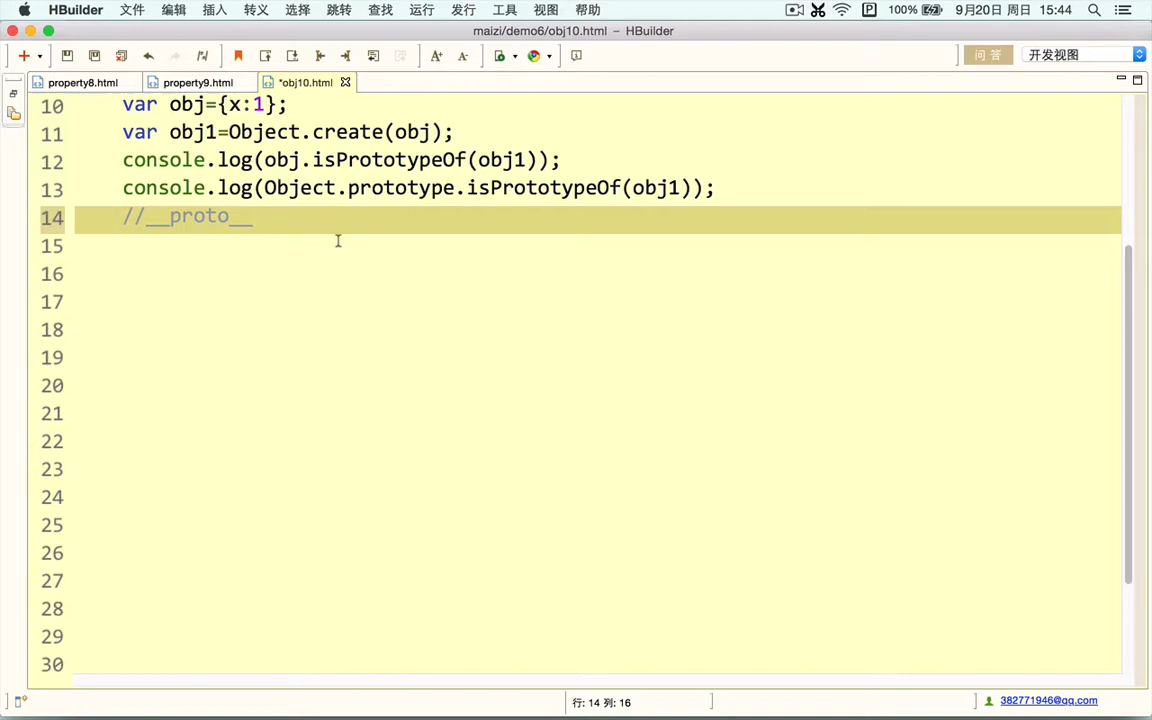 HBuilder 文件 编辑 插入 转义 选择 跳转 查找 运行 发行 工具 视图 帮助 100% 9月20日 周日 15:44
maizi/demo6/obj10.html – HBuilder
A+ A- 问 答 开发视图
property8.html property9.html *obj10.html
10 var obj={x:1};
11 var obj1=Object.create(obj);
12 console.log(obj.isPrototypeOf(obj1));
13 console.log(Object.prototype.isPrototypeOf(obj1));
14 //__proto__
15
16
17
18
19
20
21
22
23
24
25
26
27
28
29
30
行: 14 列: 16 382771946@qq.com